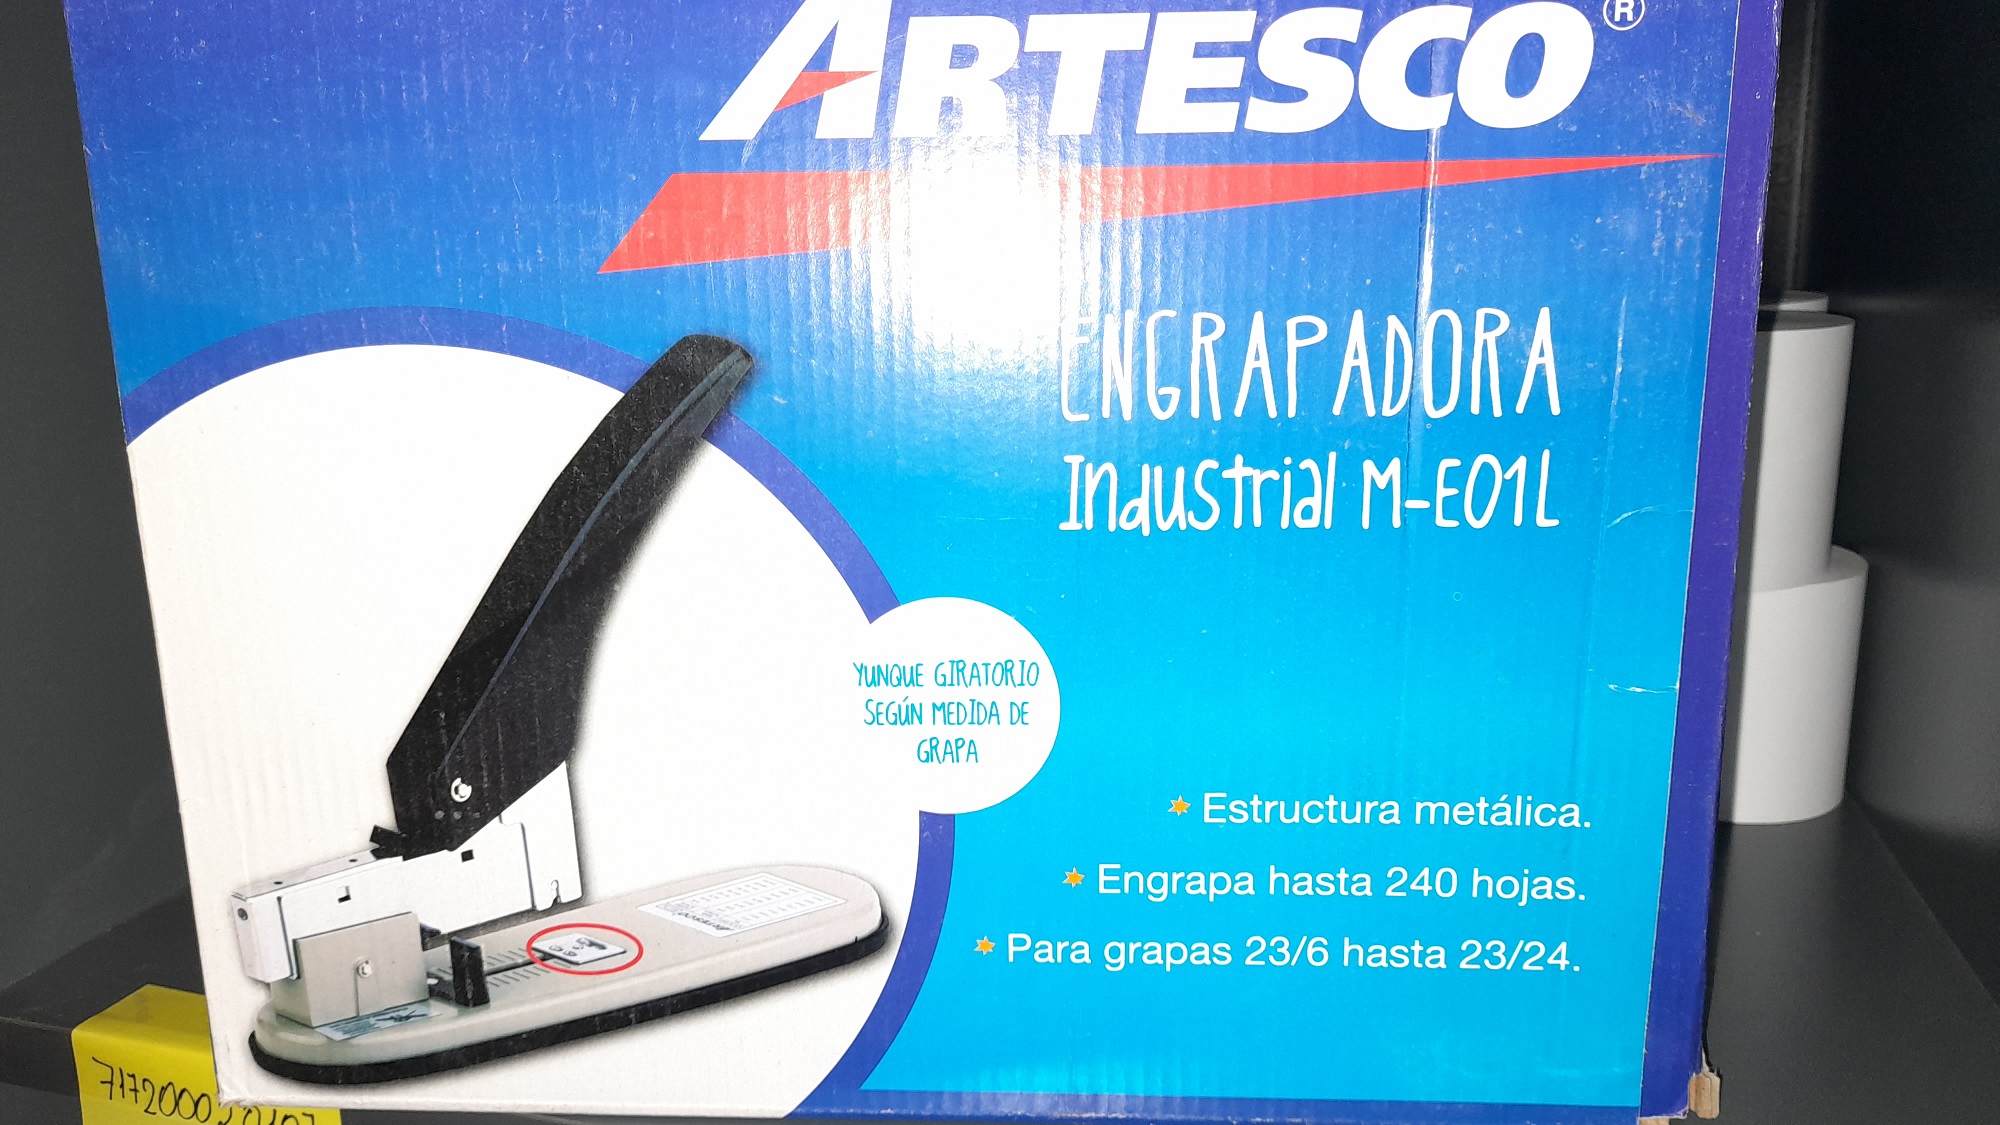 ARTESCO®
ENGRAPADORA
Industrial M-E01L
YUNQUE GIRATORIO
SEGÚN MEDIDA DE
GRAPA
Estructura metálica.
Engrapa hasta 240 hojas.
Para grapas 23/6 hasta 23/24.